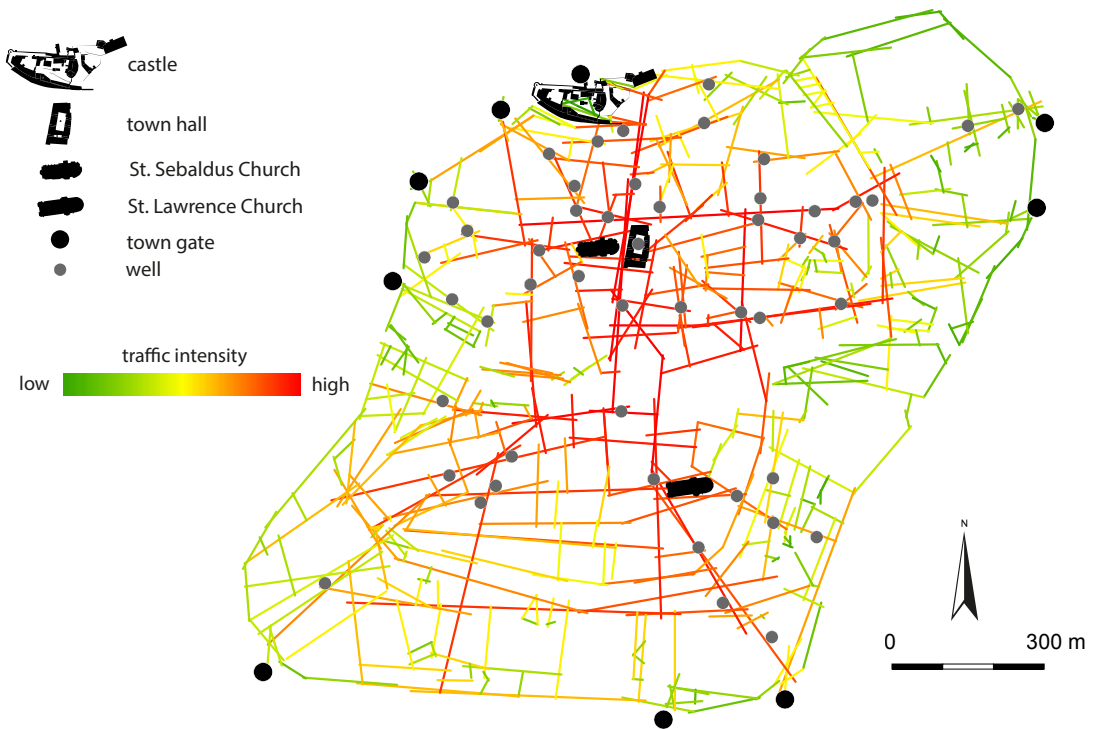 castle
town hall
St. Sebaldus Church
St. Lawrence Church
town gate
well
traffic intensity
low high
N
0 300 m